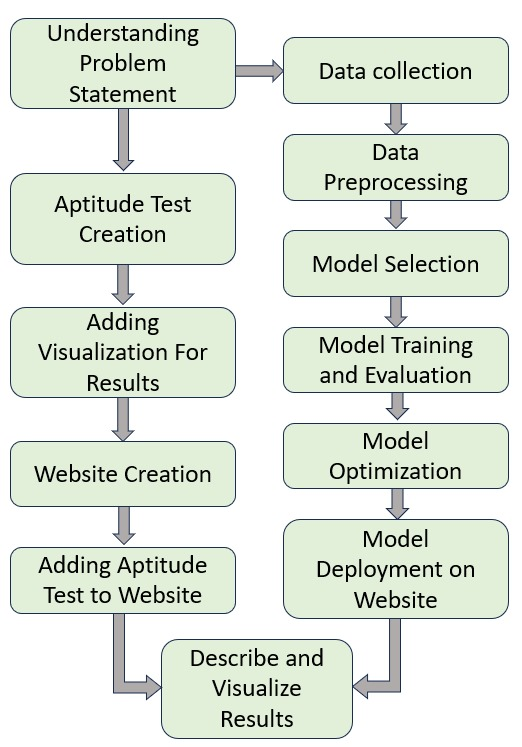 Understanding
Problem
Statement
Aptitude Test
Creation
Adding
Visualization For
Results
Website Creation
Adding Aptitude
Test to Website
Data collection
Data
Preprocessing
Model Selection
Model Training
and Evaluation
Model
Optimization
Model
Deployment on
Website
Describe and
Visualize
Results